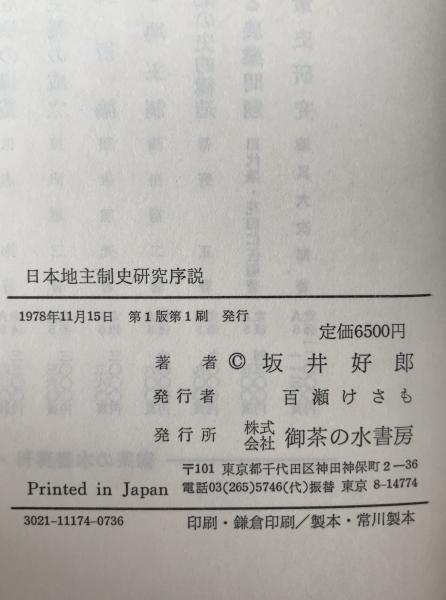 日本地主制史研究序説
1978年11月15日 第1版第1刷 発行
定価6500円
著者 © 坂井好郎
発行者 百瀬けさも
発行所 株式会社 御茶の水書房
〒101 東京都千代田区神田神保町2―36
Printed in Japan 電話03(265)5746(代)振替 東京 8-14774
3021-11174-0736 印刷・鎌倉印刷／製本・常川製本